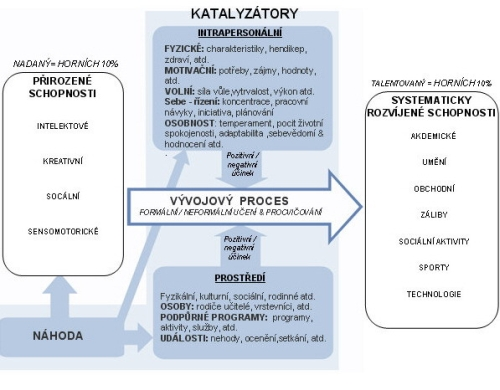 KATALYZÁTORY
INTRAPERSONÁLNÍ
FYZICKÉ: charakteristiky, hendikep,
zdraví, atd.
MOTIVAČNÍ: potřeby, zájmy, hodnoty,
atd.
VOLNÍ: síla vůle,vytrvalost, výkon atd.
Sebe - řízení: koncentrace, pracovní
návyky, iniciativa, plánování
OSOBNOST: temperament, pocit životní
spokojenosti, adaptabilita ,sebevědomí &
hodnocení atd.
.
NADANÝ = HORNÍCH 10%
PŘIROZENÉ
SCHOPNOSTI
INTELEKTOVÉ
KREATIVNÍ
SOCÁLNÍ
SENSOMOTORICKÉ
Pozitivní /
negativní
účinek
VÝVOJOVÝ PROCES
FORMÁLNÍ / NEFORMÁLNÍ UČENÍ & PROCVIČOVÁNÍ
Pozitivní /
negativní
účinek
PROSTŘEDÍ
Fyzikální, kulturní, sociální, rodinné atd.
OSOBY: rodiče učitelé, vrstevníci, atd.
PODPŮRNÉ PROGRAMY: programy,
aktivity, služby, atd.
UDÁLOSTI: nehody, ocenění,setkání, atd.
NÁHODA
TALENTOVANÝ = HORNÍCH 10%
SYSTEMATICKY
ROZVÍJENÉ SCHOPNOSTI
AKDEMICKÉ
UMĚNÍ
OBCHODNÍ
ZÁLIBY
SOCIÁLNÍ AKTIVITY
SPORTY
TECHNOLOGIE